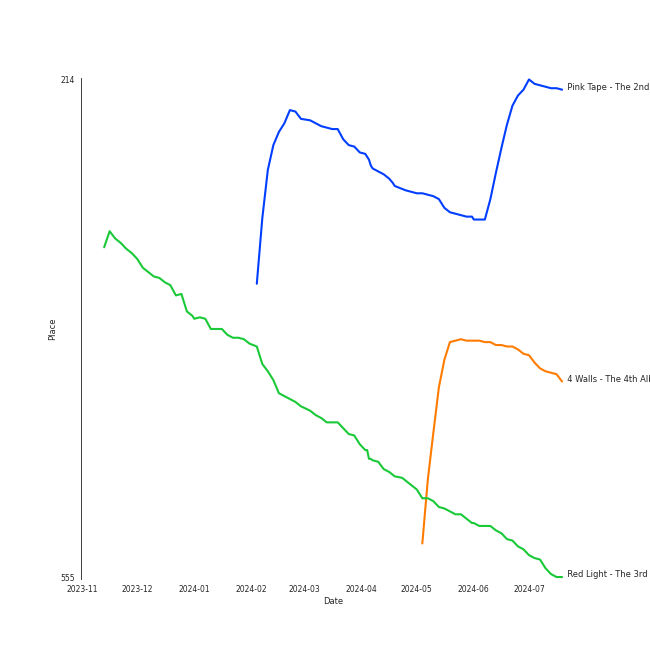 214
Pink Tape - The 2nd
Place
4 Walls - The 4th Al
Red Light - The 3rd
555
2023-11 2023-12 2024-01 2024-02 2024-03 2024-04 2024-05 2024-06 2024-07
Date